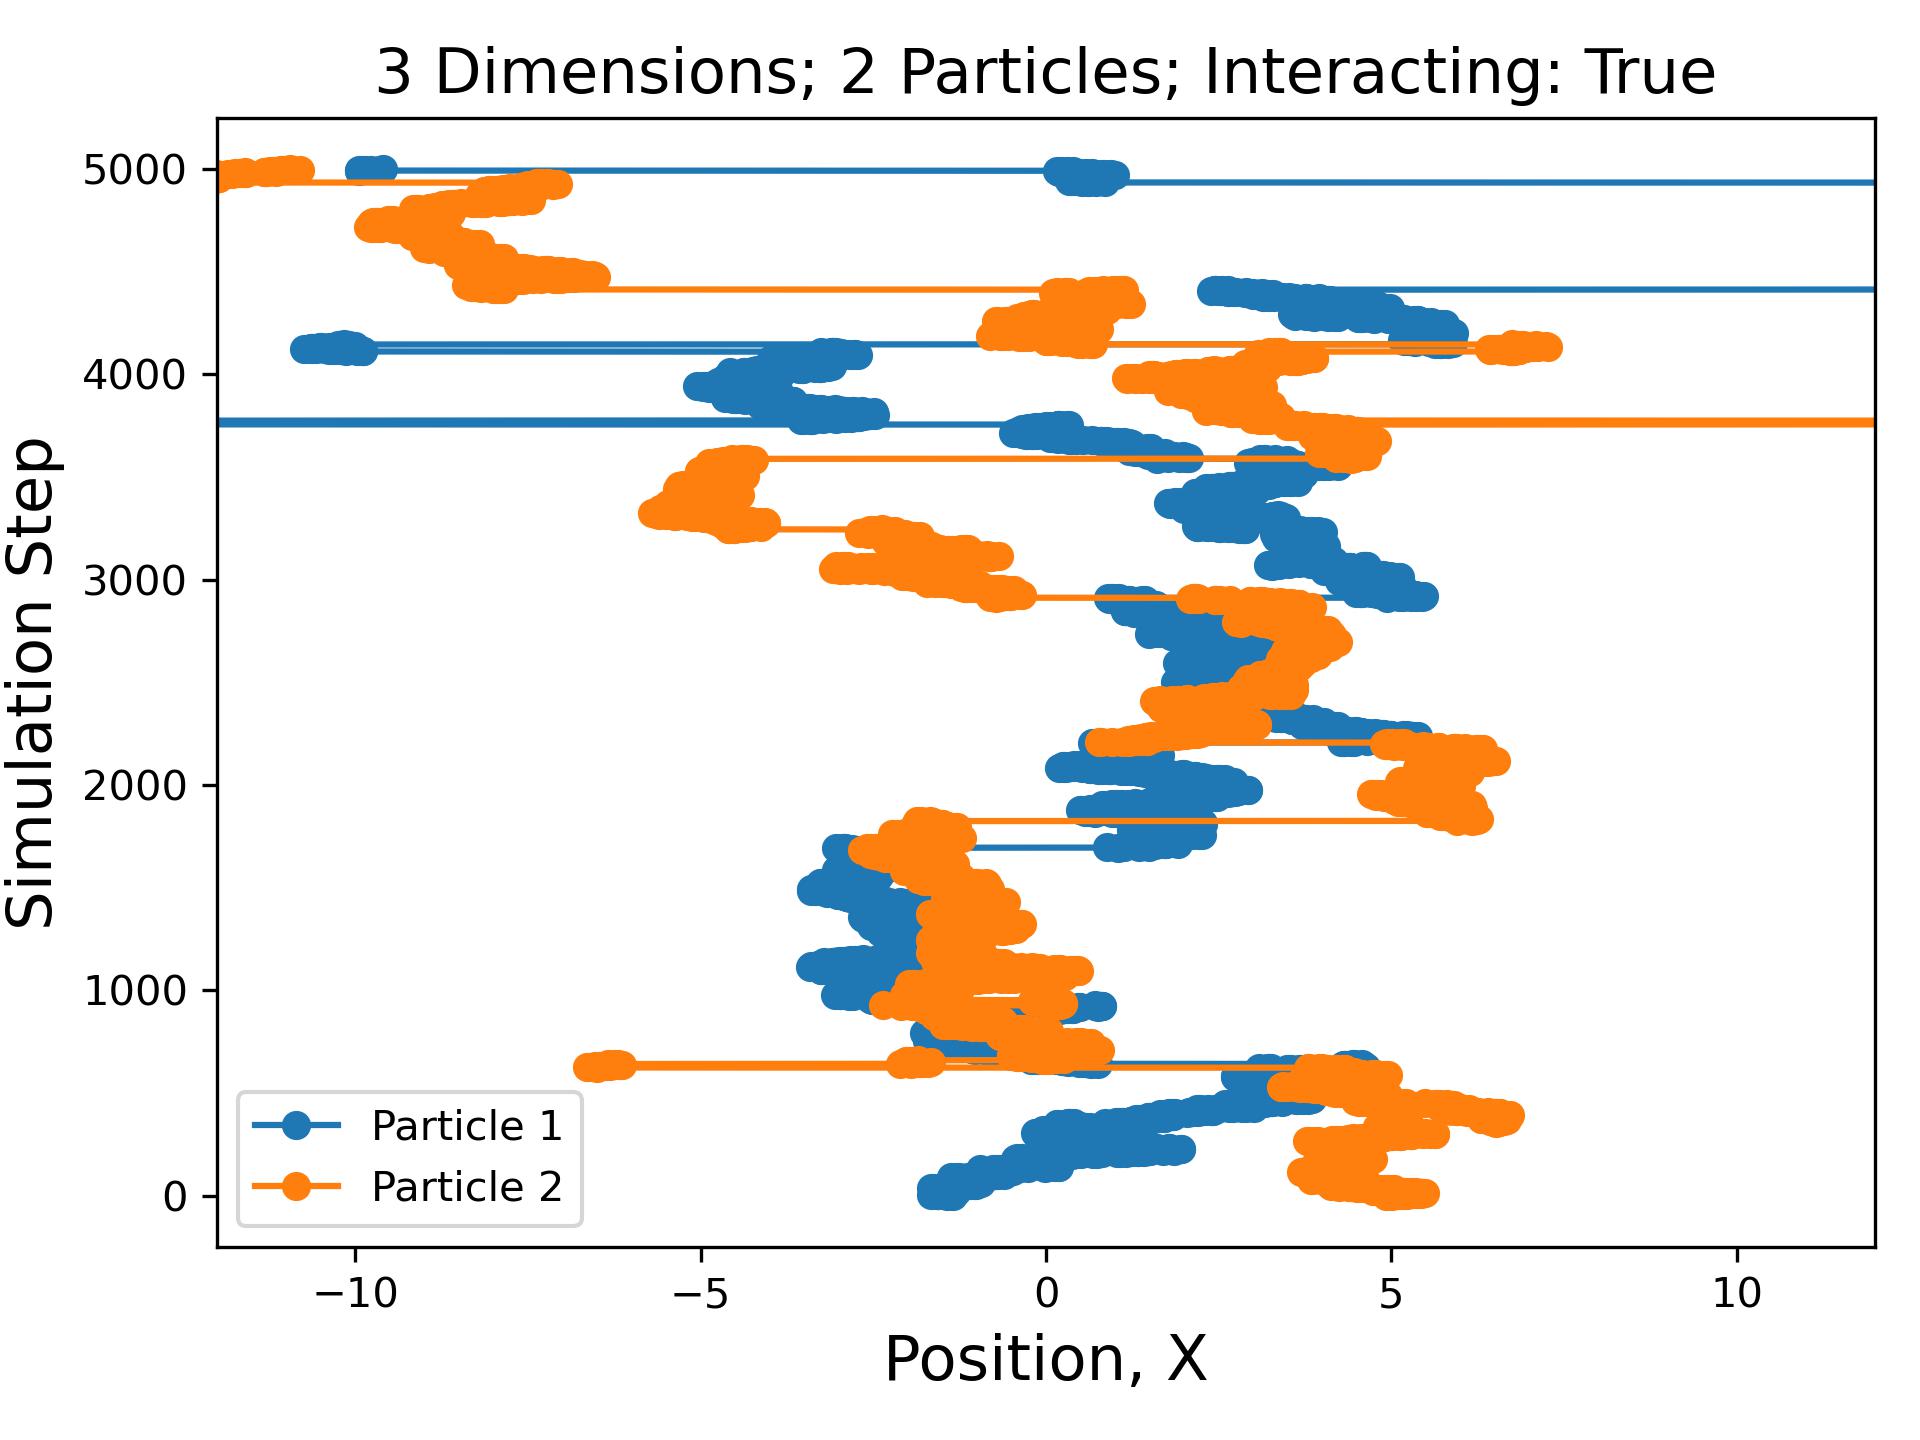 3 Dimensions; 2 Particles; Interacting: True
Simulation Step
5000
4000
3000
2000
1000
0
Particle 1
Particle 2
−10
−5
0
5
10
Position, X